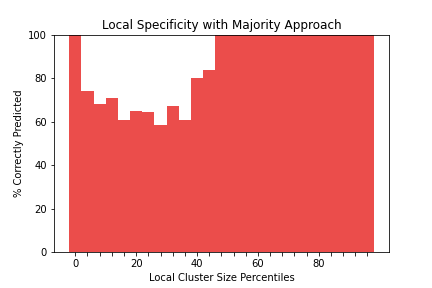 Local Specificity with Majority Approach
100
80
60
40
20
0
% Correctly Predicted
0 20 40 60 80
Local Cluster Size Percentiles